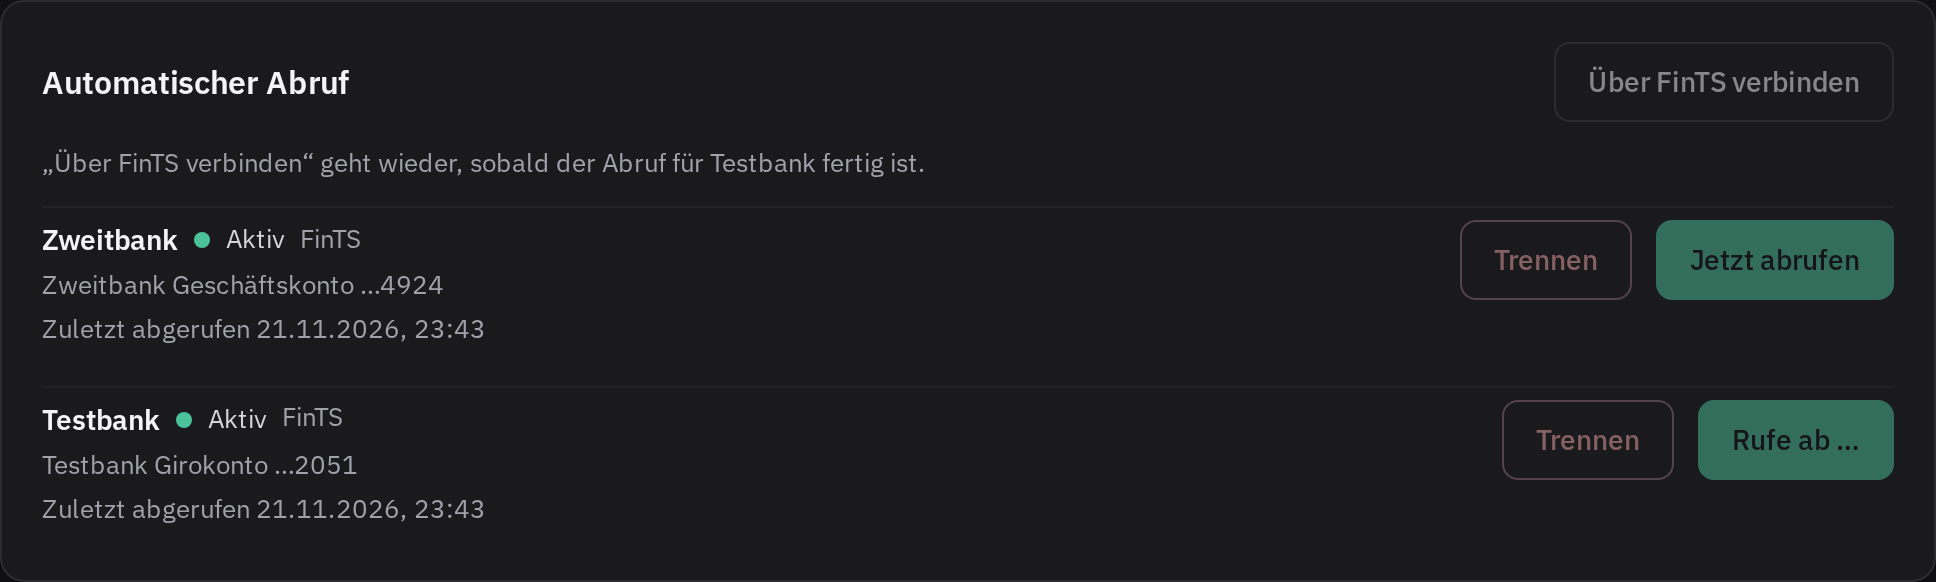 Automatischer Abruf
Über FinTS verbinden
„Über FinTS verbinden“ geht wieder, sobald der Abruf für Testbank fertig ist.
Zweitbank Aktiv FinTS
Trennen
Jetzt abrufen
Zweitbank Geschäftskonto …4924
Zuletzt abgerufen 21.11.2026, 23:43
Testbank Aktiv FinTS
Trennen
Rufe ab …
Testbank Girokonto …2051
Zuletzt abgerufen 21.11.2026, 23:43